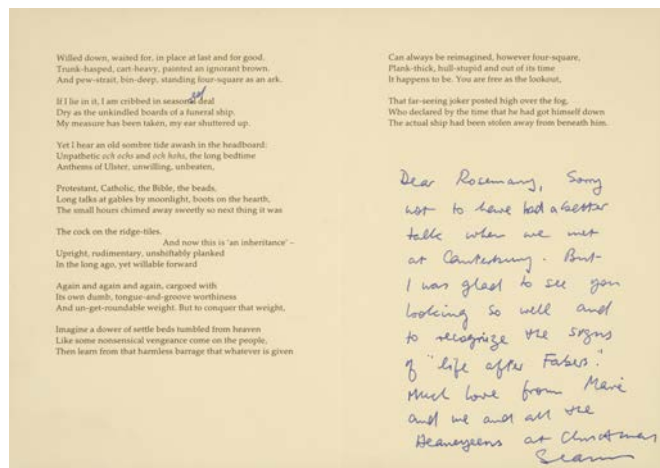 Willed down, waited for, in place at last and for good.
Trunk-hasped, cart-heavy, painted an ignorant brown.
And pew-strait, bin-deep, standing four-square as an ark.
ed
If I lie in it, I am cribbed in seasonal deal
Dry as the unkindled boards of a funeral ship.
My measure has been taken, my ear shuttered up.
Yet I hear an old sombre tide awash in the headboard:
Unpathetic och ochs and och hohs, the long bedtime
Anthems of Ulster, unwilling, unbeaten,
Protestant, Catholic, the Bible, the beads,
Long talks at gables by moonlight, boots on the hearth,
The small hours chimed away sweetly so next thing it was
The cock on the ridge-tiles.
And now this is 'an inheritance' –
Upright, rudimentary, unshiftably planked
In the long ago, yet willable forward
Again and again and again, cargoed with
Its own dumb, tongue-and-groove worthiness
And un-get-roundable weight. But to conquer that weight,
Imagine a dower of settle beds tumbled from heaven
Like some nonsensical vengeance come on the people,
Then learn from that harmless barrage that whatever is given
Can always be reimagined, however four-square,
Plank-thick, hull-stupid and out of its time
It happens to be. You are free as the lookout,
That far-seeing joker posted high over the fog,
Who declared by the time that he had got himself down
The actual ship had been stolen away from beneath him.
Dear Rosemary, Sorry
not to have had a better
talk when we met
at Canterbury. But
I was glad to see you
looking so well and
to recognize the signs
of "life after Fabers".
Much love from Marie
and me and all the
Heaneyeens at Christmas
Seamus